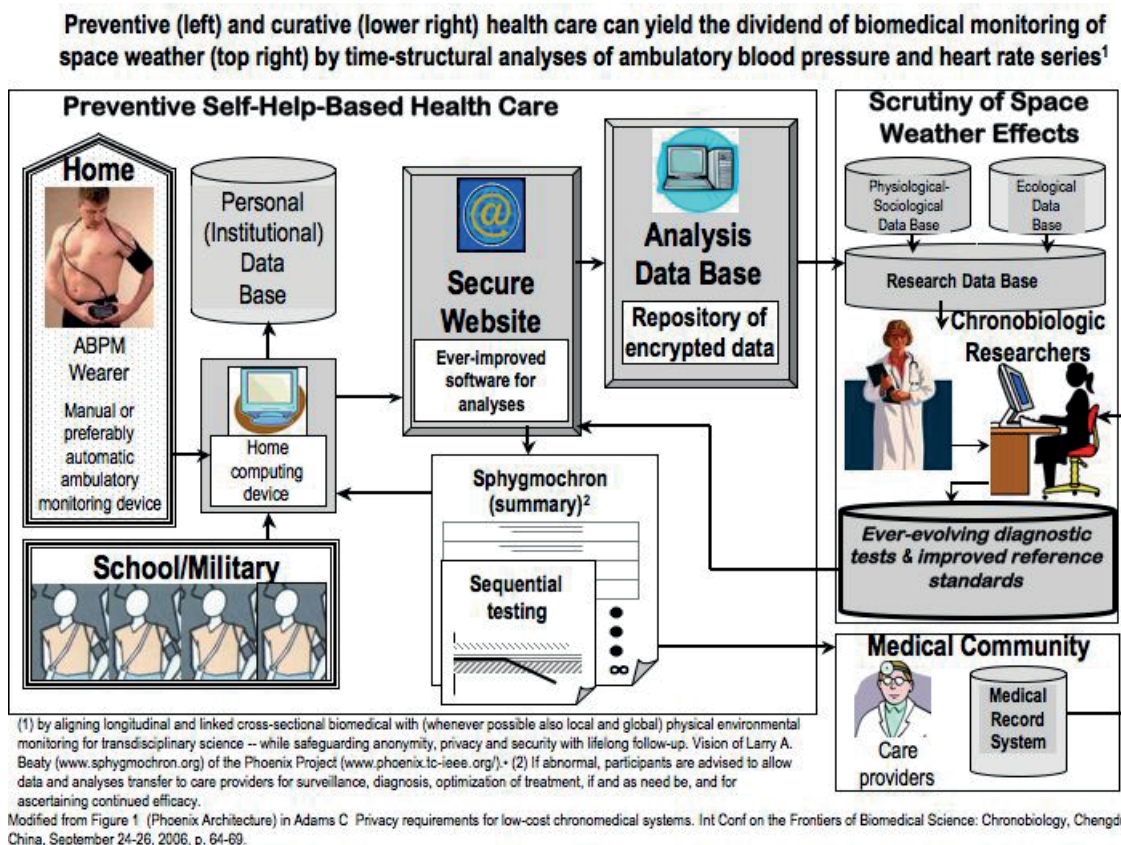 Preventive (left) and curative (lower right) health care can yield the dividend of biomedical monitoring of
space weather (top right) by time-structural analyses of ambulatory blood pressure and heart rate series1
Preventive Self-Help-Based Health Care
Home
ABPM
Wearer
Manual or
preferably
automatic
ambulatory
monitoring device
Personal
(Institutional)
Data
Base
Home
computing
device
School/Military
@
Secure
Website
Ever-improved
software for
analyses
Analysis
Data Base
Repository of
encrypted data
Sphygmochron
(summary)2
Sequential
testing
∞
Scrutiny of Space
Weather Effects
Physiological-
Sociological
Data Base
Ecological
Data
Base
Research Data Base
Chronobiologic
Researchers
Ever-evolving diagnostic
tests & improved reference
standards
Medical Community
Care
providers
Medical
Record
System
(1) by aligning longitudinal and linked cross-sectional biomedical with (whenever possible also local and global) physical environmental
monitoring for transdisciplinary science -- while safeguarding anonymity, privacy and security with lifelong follow-up. Vision of Larry A.
Beaty (www.sphygmochron.org) of the Phoenix Project (www.phoenix.tc-ieee.org/).• (2) If abnormal, participants are advised to allow
data and analyses transfer to care providers for surveillance, diagnosis, optimization of treatment, if and as need be, and for
ascertaining continued efficacy.
Modified from Figure 1 (Phoenix Architecture) in Adams C Privacy requirements for low-cost chronomedical systems. Int Conf on the Frontiers of Biomedical Science: Chronobiology,
China, September 24-26, 2006, p. 64-69.